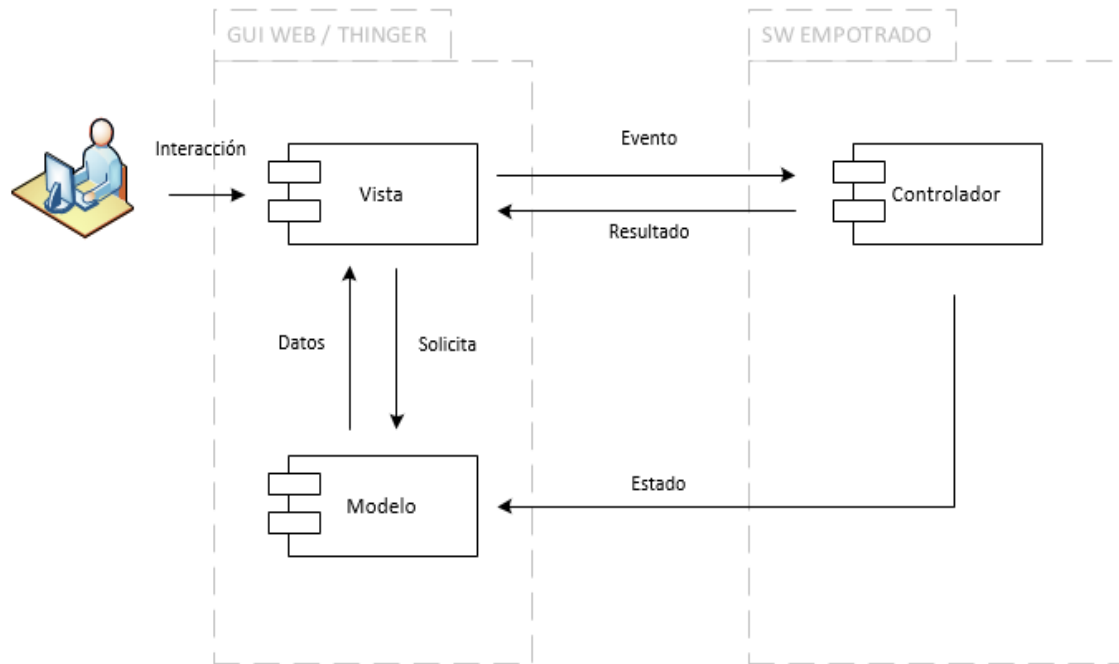 GUI WEB / THINGER
SW EMPOTRADO
Interacción
Vista
Evento
Resultado
Controlador
Datos
Solicita
Modelo
Estado